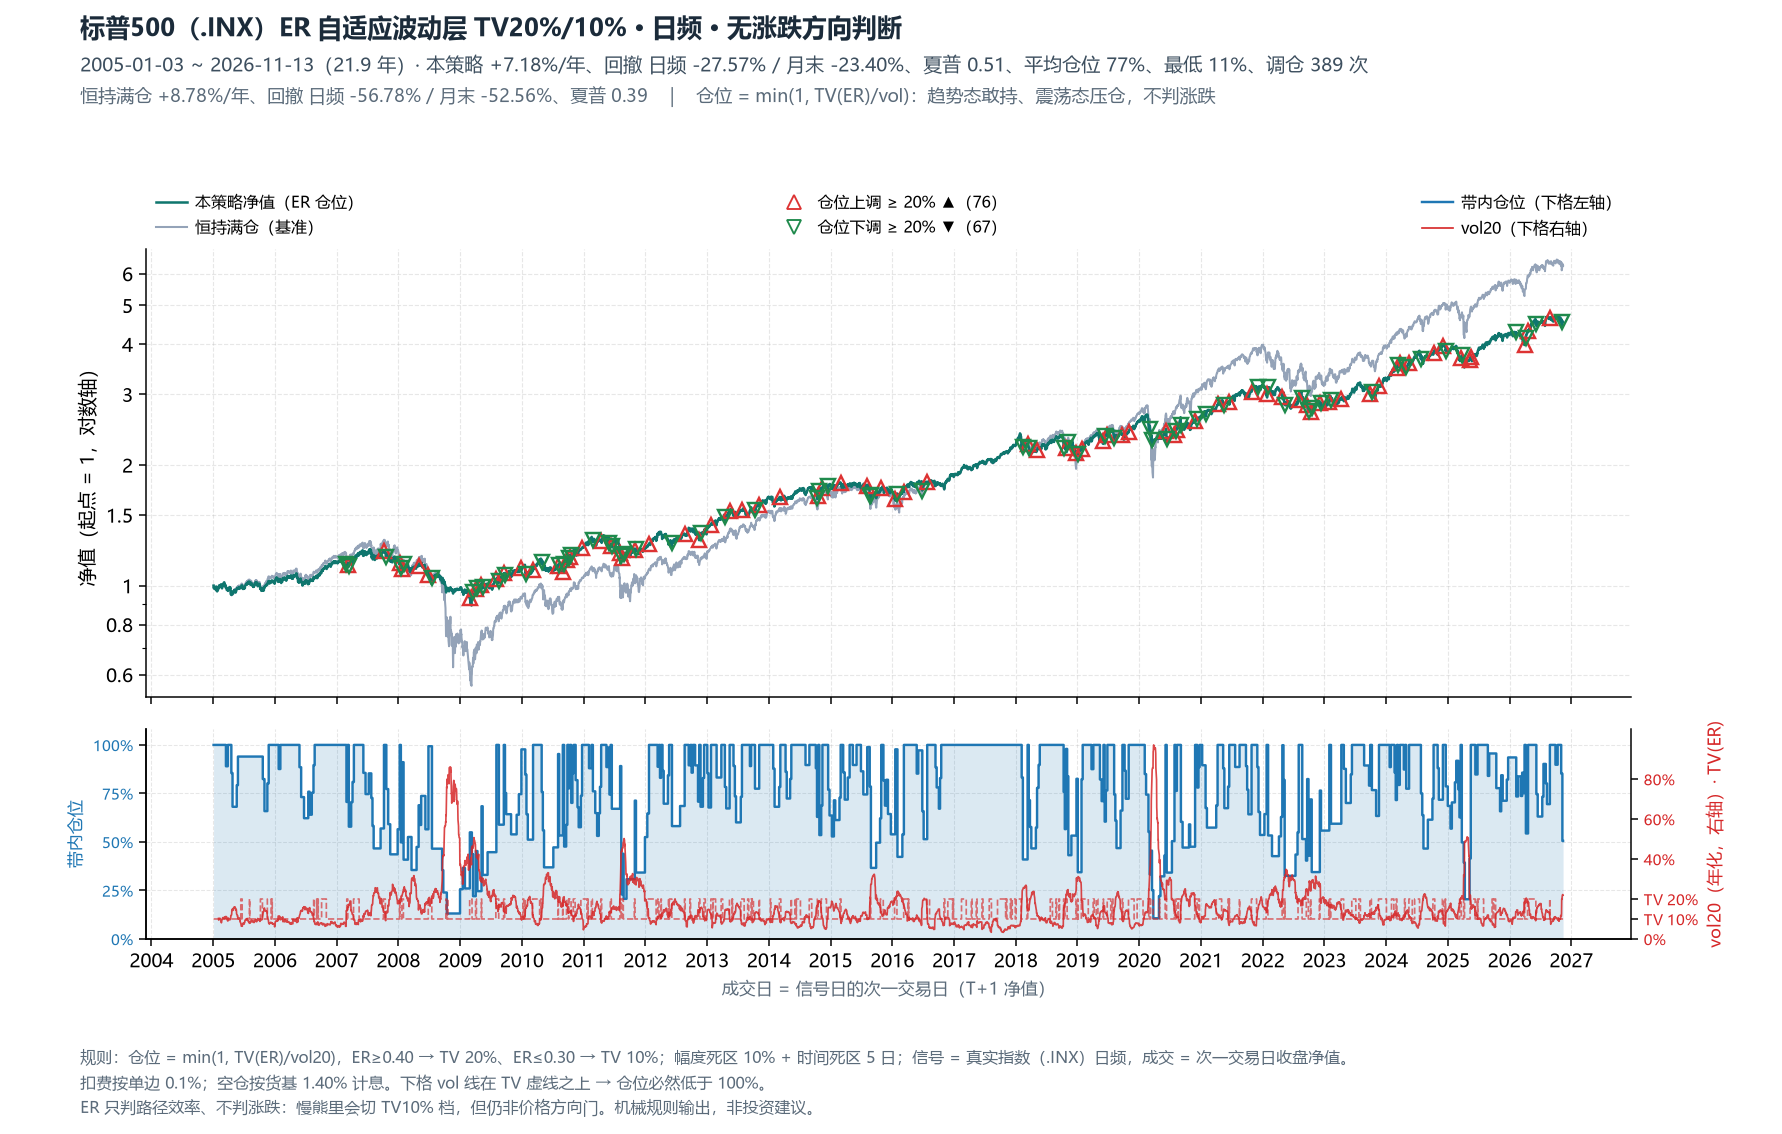 标普500（.INX）ER 自适应波动层 TV20%/10% • 日频 • 无涨跌方向判断
2005-01-03 ~ 2026-11-13（21.9 年）· 本策略 +7.18%/年、回撤 日频 -27.57% / 月末 -23.40%、夏普 0.51、平均仓位 77%、最低 11%、调仓 389 次
恒持满仓 +8.78%/年、回撤 日频 -56.78% / 月末 -52.56%、夏普 0.39 ｜ 仓位 = min(1, TV(ER)/vol)：趋势态敢持、震荡态压仓，不判涨跌
本策略净值（ER 仓位）
恒持满仓（基准）
仓位上调 ≥ 20% ▲（76）
仓位下调 ≥ 20% ▼（67）
带内仓位（下格左轴）
vol20（下格右轴）
净值（起点 = 1，对数轴）
6
5
4
3
2
1.5
1
0.8
0.6
带内仓位
100%
75%
50%
25%
0%
vol20（年化，右轴）· TV(ER)
80%
60%
40%
TV 20%
TV 10%
0%
2004 2005 2006 2007 2008 2009 2010 2011 2012 2013 2014 2015 2016 2017 2018 2019 2020 2021 2022 2023 2024 2025 2026 2027
成交日 = 信号日的次一交易日（T+1 净值）
规则：仓位 = min(1, TV(ER)/vol20)，ER≥0.40 → TV 20%、ER≤0.30 → TV 10%；幅度死区 10% + 时间死区 5 日；信号 = 真实指数（.INX）日频，成交 = 次一交易日收盘净值。
扣费按单边 0.1%；空仓按货基 1.40% 计息。下格 vol 线在 TV 虚线之上 → 仓位必然低于 100%。
ER 只判路径效率、不判涨跌：慢熊里会切 TV10% 档，但仍非价格方向门。机械规则输出，非投资建议。